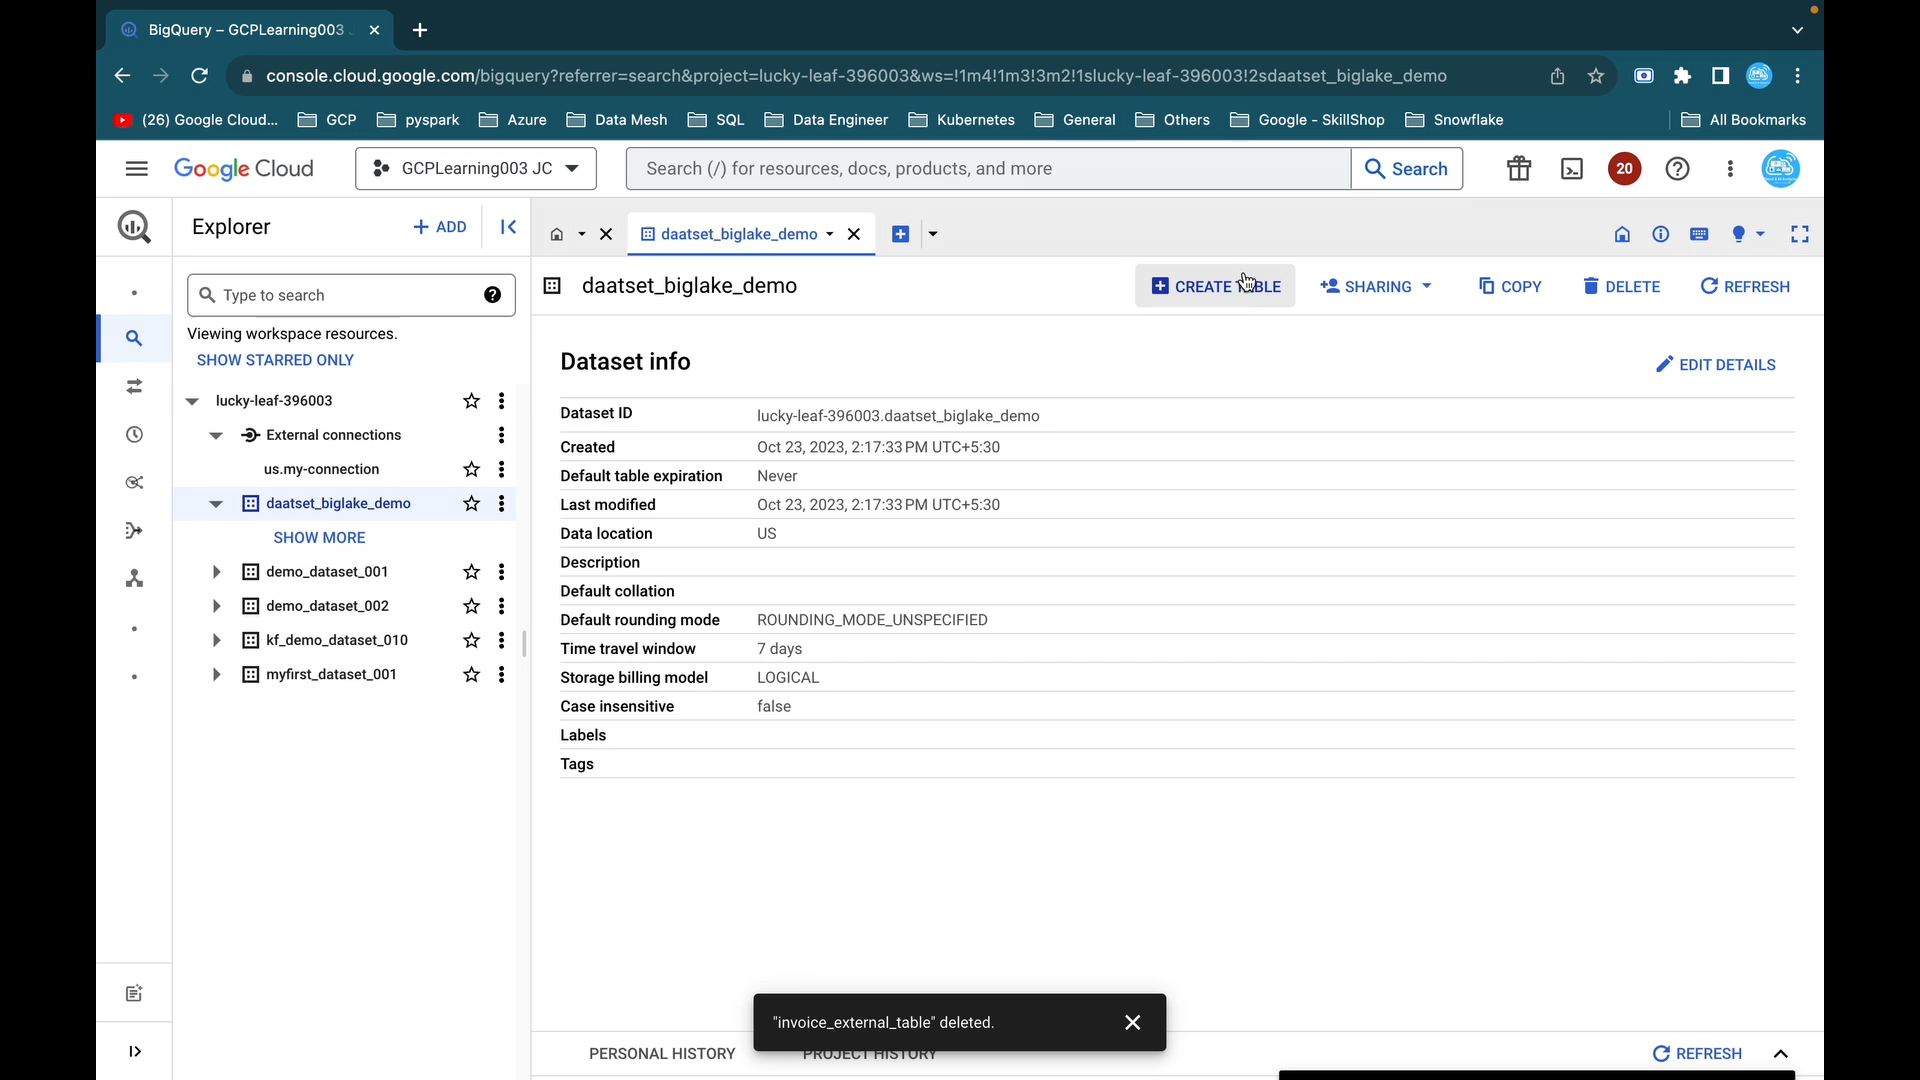 BigQuery – GCPLearning003
console.cloud.google.com/bigquery?referrer=search&project=lucky-leaf-396003&ws=!1m4!1m3!3m2!1slucky-leaf-396003!2sdaatset_biglake_demo
(26) Google Cloud... GCP pyspark Azure Data Mesh SQL Data Engineer Kubernetes General Others Google - SkillShop Snowflake All Bookmarks
Google Cloud GCPLearning003 JC Search (/) for resources, docs, products, and more Search 20
Explorer + ADD daatset_biglake_demo
daatset_biglake_demo CREATE TABLE SHARING COPY DELETE REFRESH
Type to search
Viewing workspace resources.
SHOW STARRED ONLY
lucky-leaf-396003
External connections
us.my-connection
daatset_biglake_demo
SHOW MORE
demo_dataset_001
demo_dataset_002
kf_demo_dataset_010
myfirst_dataset_001
Dataset info EDIT DETAILS
Dataset ID lucky-leaf-396003.daatset_biglake_demo
Created Oct 23, 2023, 2:17:33 PM UTC+5:30
Default table expiration Never
Last modified Oct 23, 2023, 2:17:33 PM UTC+5:30
Data location US
Description
Default collation
Default rounding mode ROUNDING_MODE_UNSPECIFIED
Time travel window 7 days
Storage billing model LOGICAL
Case insensitive false
Labels
Tags
"invoice_external_table" deleted.
PERSONAL HISTORY PROJECT HISTORY REFRESH